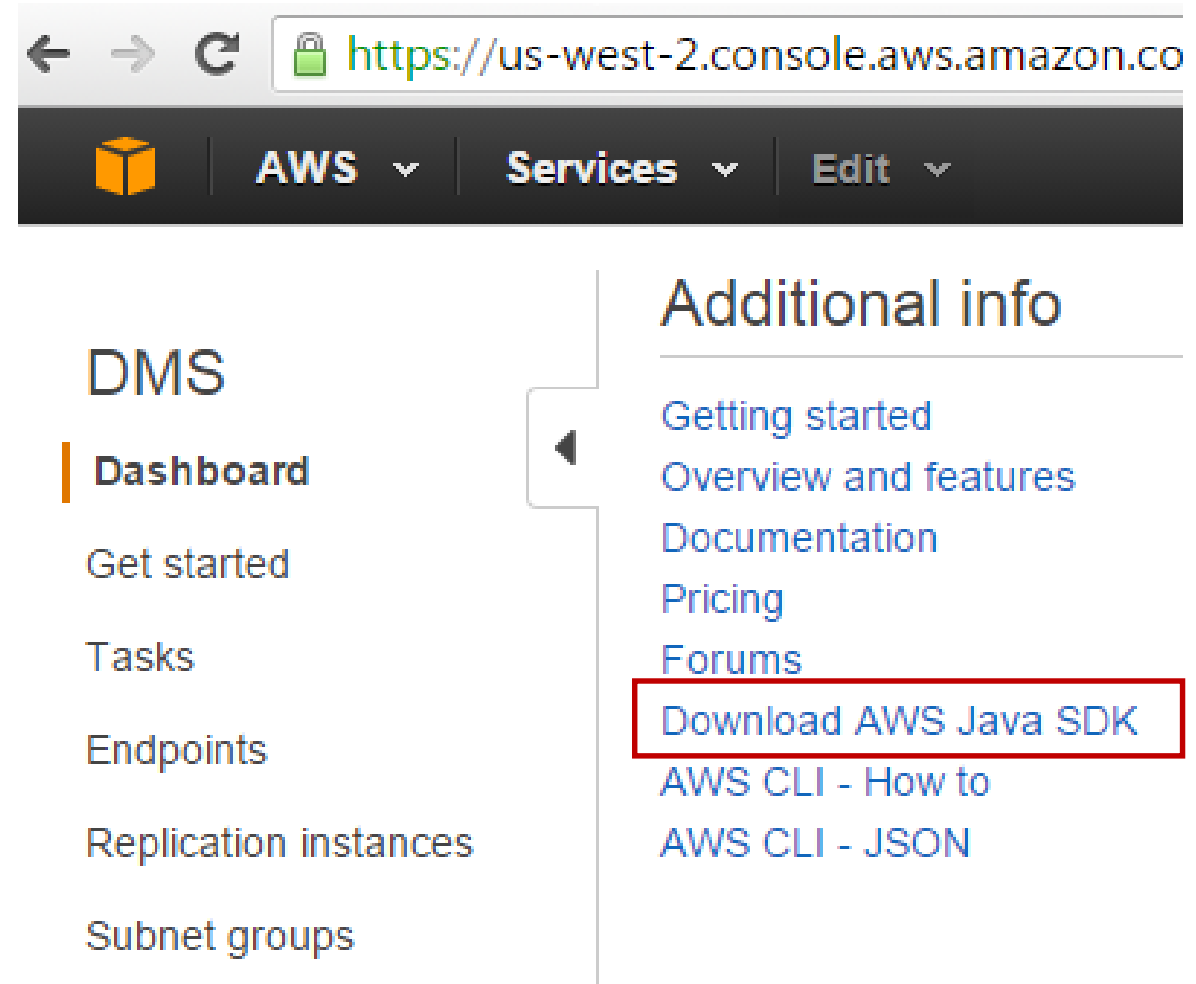 https://us-west-2.console.aws.amazon.co
AWS Services Edit
DMS
Dashboard
Get started
Tasks
Endpoints
Replication instances
Subnet groups
Additional info
Getting started
Overview and features
Documentation
Pricing
Forums
Download AWS Java SDK
AWS CLI - How to
AWS CLI - JSON